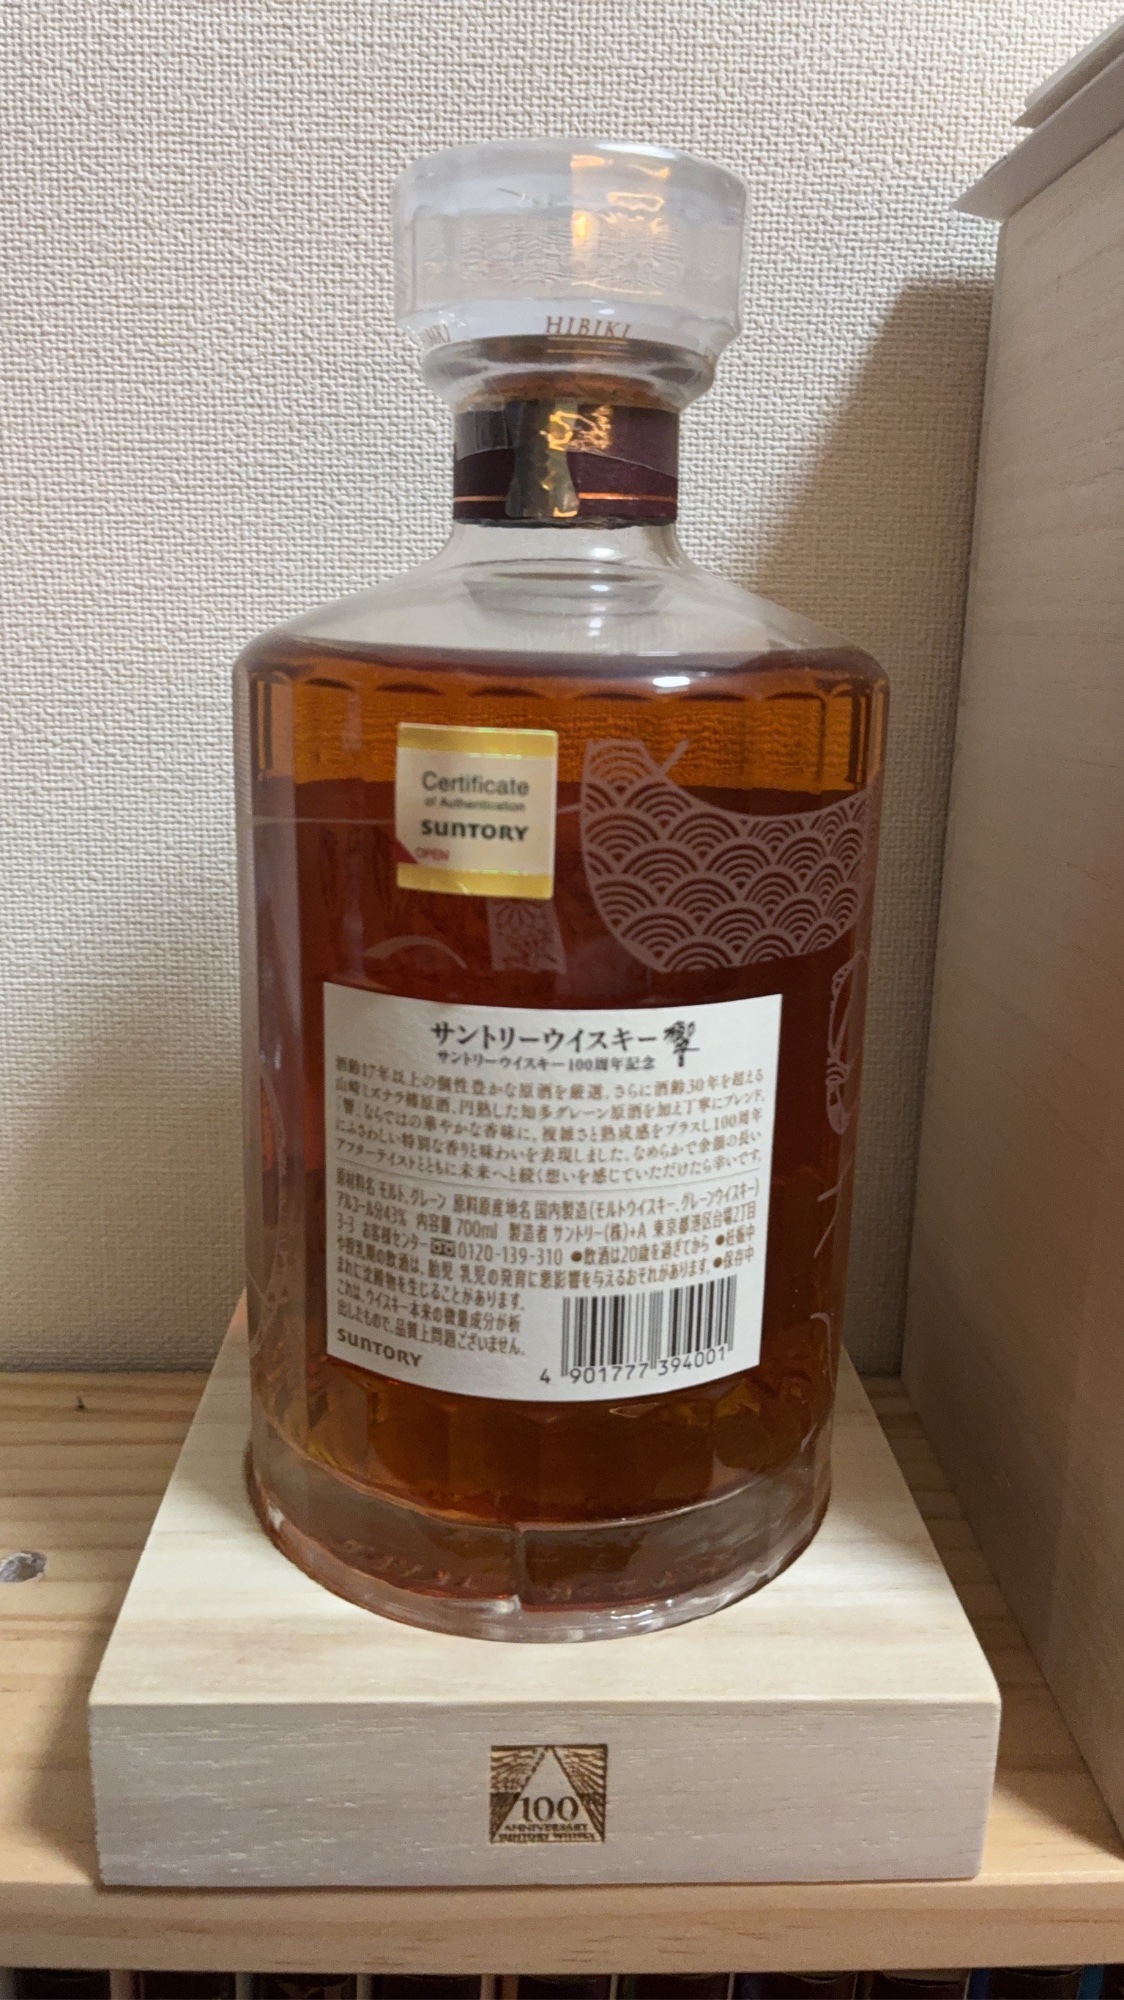 HIBIKI
Certificate
of Authentication
SUNTORY
OPEN
サントリーウイスキー響
サントリーウイスキー100周年記念
酒齢17年以上の個性豊かな原酒を厳選。さらに酒齢30年を超える
山崎ミズナラ樽原酒、円熟した知多グレーン原酒を加え丁寧にブレンド。
「響」ならではの華やかな香味に、複雑さと熟成感をプラスし100周年
にふさわしい特別な香りと味わいを表現しました。なめらかで余韻の長い
アフターテイストとともに未来へと続く想いを感じていただけたら幸いです。
原材料名 モルト、グレーン 原料原産地名 国内製造(モルトウイスキー、グレーンウイスキー)
アルコール分43% 内容量 700ml 製造者 サントリー(株)+A 東京都港区台場2丁目
3-3 お客様センター 0120-139-310 ●飲酒は20歳を過ぎてから ●妊娠中
や授乳期の飲酒は、胎児・乳児の発育に悪影響を与えるおそれがあります。●保存中
まれに沈殿物を生じることがあります。
これは、ウイスキー本来の微量成分が析
出したもので、品質上問題ございません。
SUNTORY
4 901777 394001
100
ANNIVERSARY
SUNTORY WHISKY